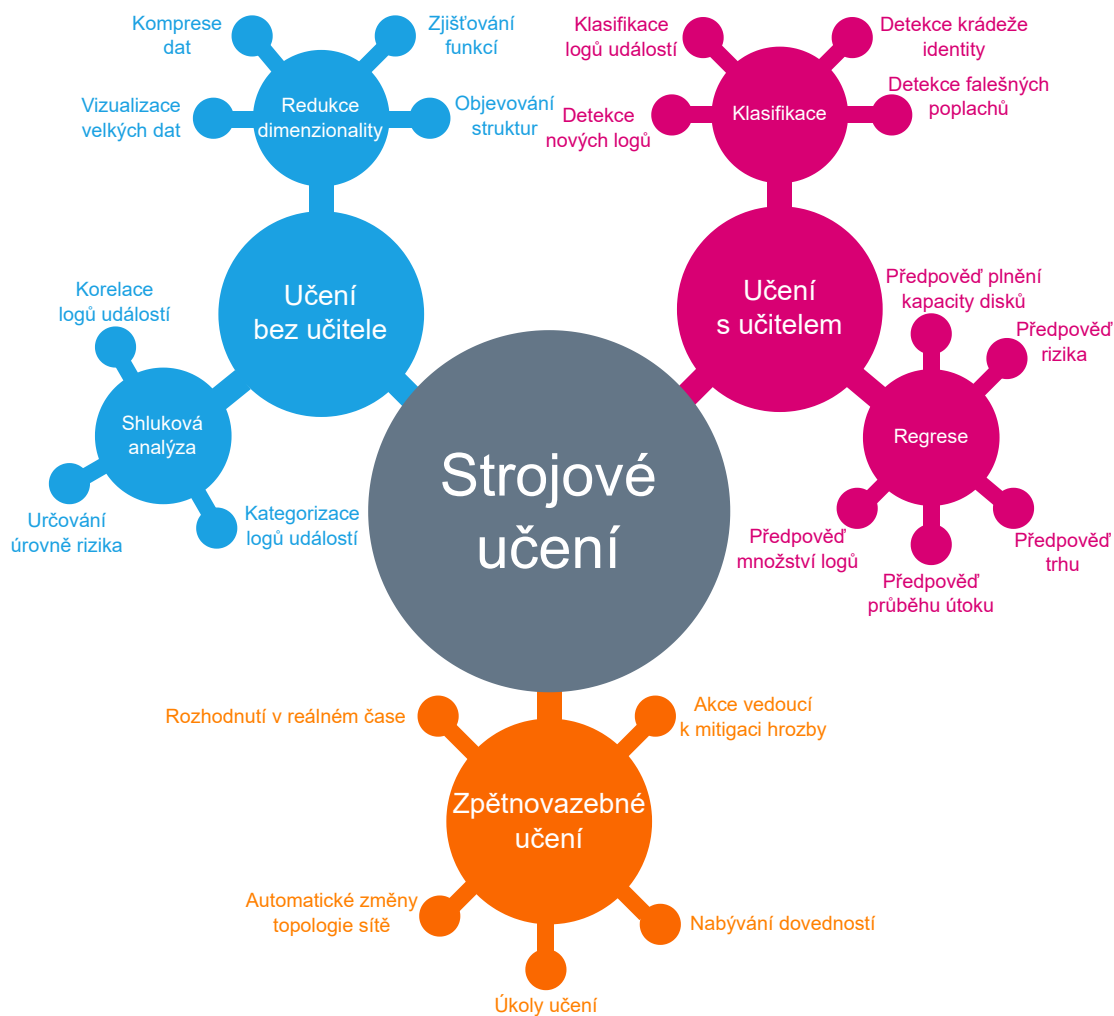 Komprese
dat
Zjišťování
funkcí
Vizualizace
velkých dat
Redukce
dimenzionality
Objevování
struktur
Klasifikace
logů událostí
Detekce krádeže
identity
Detekce
nových logů
Klasifikace
Detekce falešných
poplachů
Učení
bez učitele
Učení
s učitelem
Korelace
logů událostí
Shluková
analýza
Určování
úrovně rizika
Kategorizace
logů událostí
Předpověď plnění
kapacity disků
Předpověď
rizika
Regrese
Předpověď
množství logů
Předpověď
průběhu útoku
Předpověď
trhu
Strojové
učení
Rozhodnutí v reálném čase
Akce vedoucí
k mitigaci hrozby
Zpětnovazebné
učení
Automatické změny
topologie sítě
Nabývání dovedností
Úkoly učení